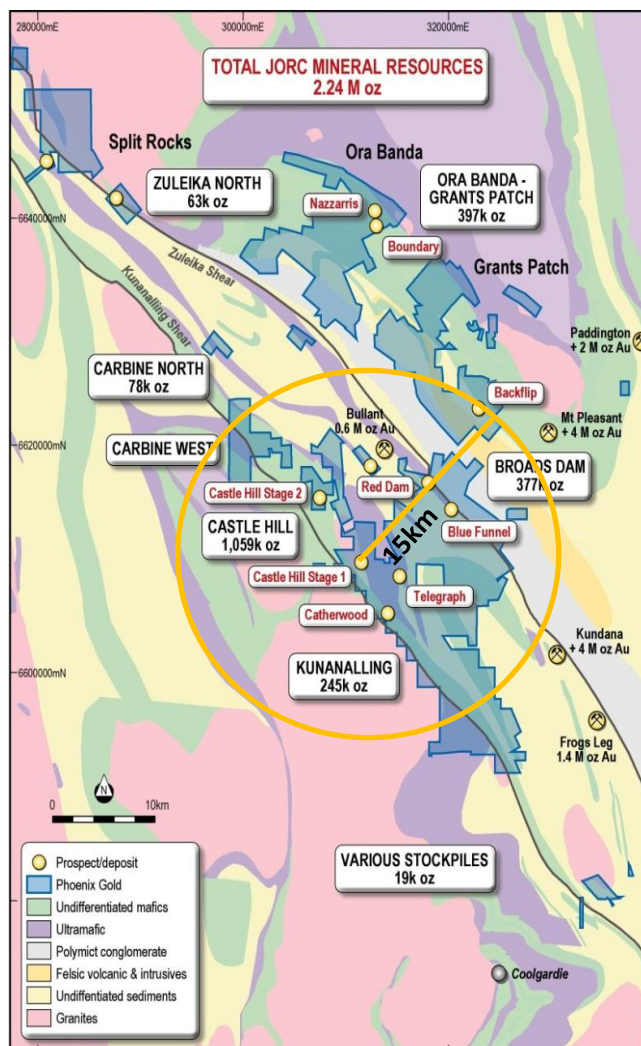 280000mE
300000mE
320000mE
TOTAL JORC MINERAL RESOURCES
2.24 M oz
Split Rocks
Ora Banda
ZULEIKA NORTH
63k oz
Nazzarris
ORA BANDA -
GRANTS PATCH
397k oz
6640000mN
Boundary
Zuleika Shear
Grants Patch
Kunanalling Shear
Paddington
+ 2 M oz Au
CARBINE NORTH
78k oz
Backflip
Bullant
0.6 M oz Au
Mt Pleasant
+ 4 M oz Au
6620000mN
CARBINE WEST
BROADS DAM
377k oz
Red Dam
Castle Hill Stage 2
Blue Funnel
CASTLE HILL
1,059k oz
15km
Castle Hill Stage 1
Telegraph
Catherwood
Kundana
+ 4 M oz Au
6600000mN
KUNANALLING
245k oz
Frogs Leg
1.4 M oz Au
N
0
10km
VARIOUS STOCKPILES
19k oz
Prospect/deposit
Phoenix Gold
Undifferentiated mafics
Ultramafic
Polymict conglomerate
Felsic volcanic & intrusives
Undiffentiated sediments
Granites
Coolgardie